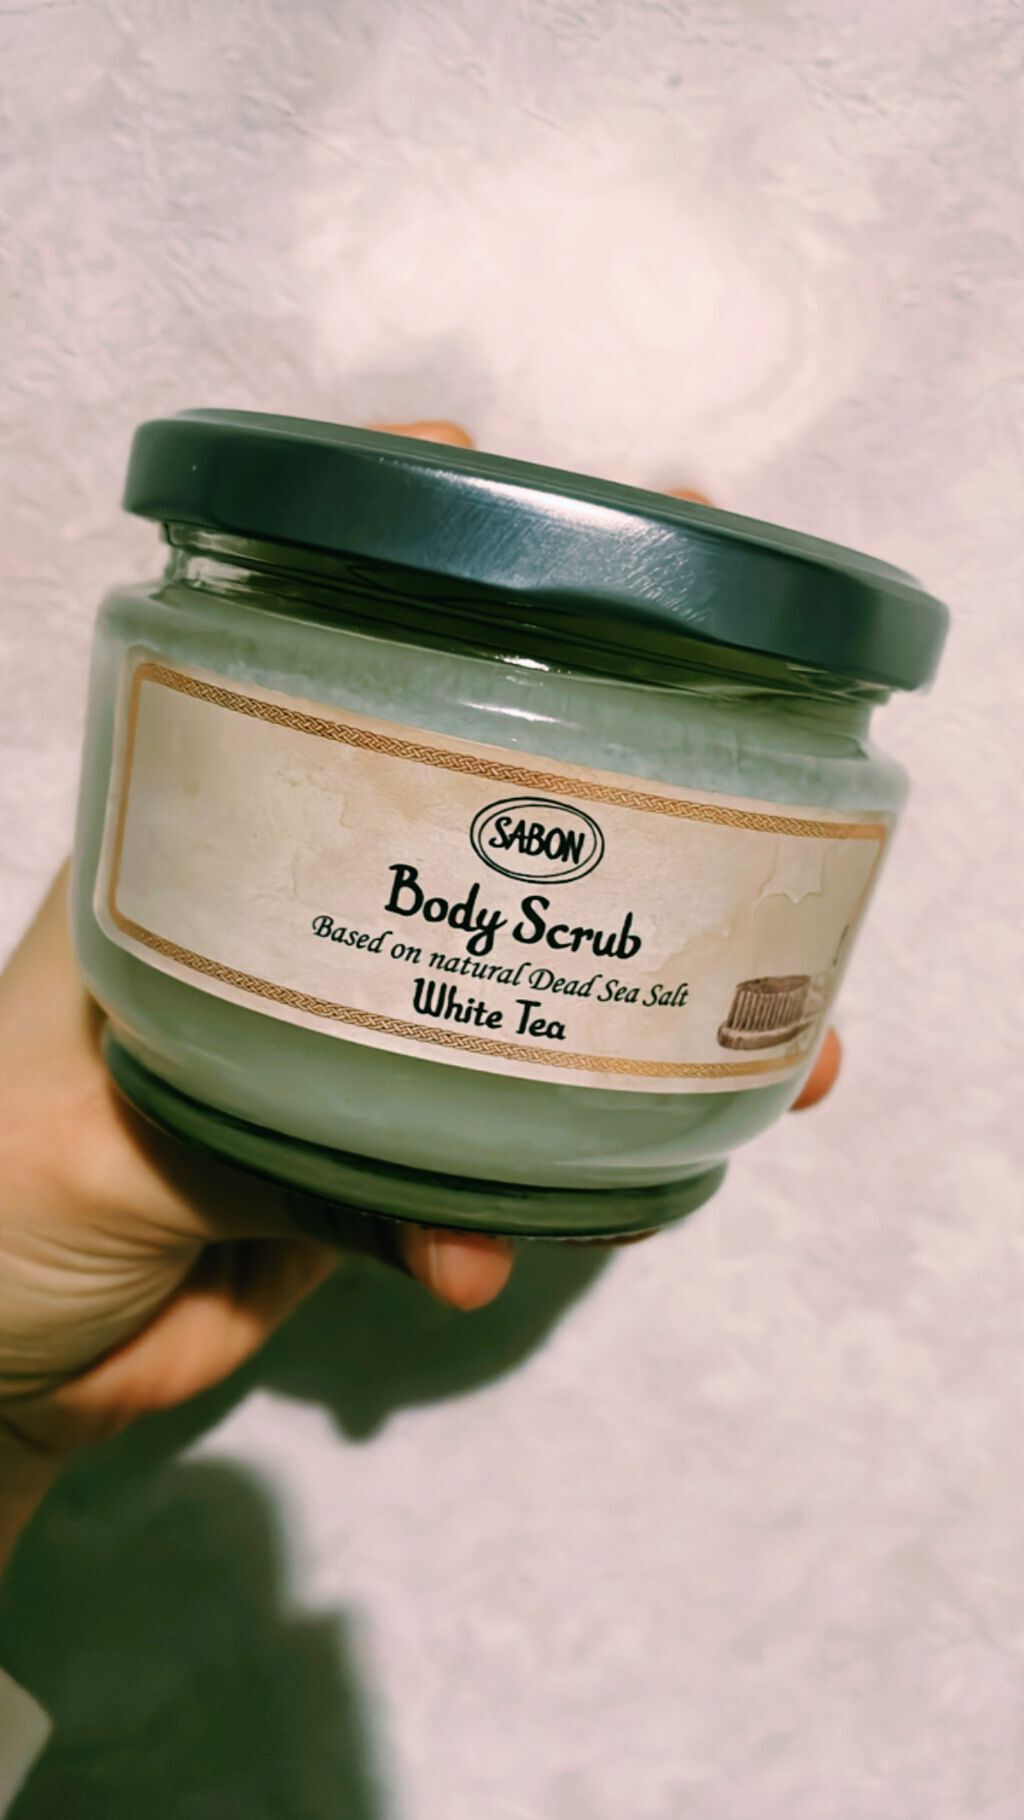 SABON
Body Scrub
Based on natural Dead Sea Salt
White Tea